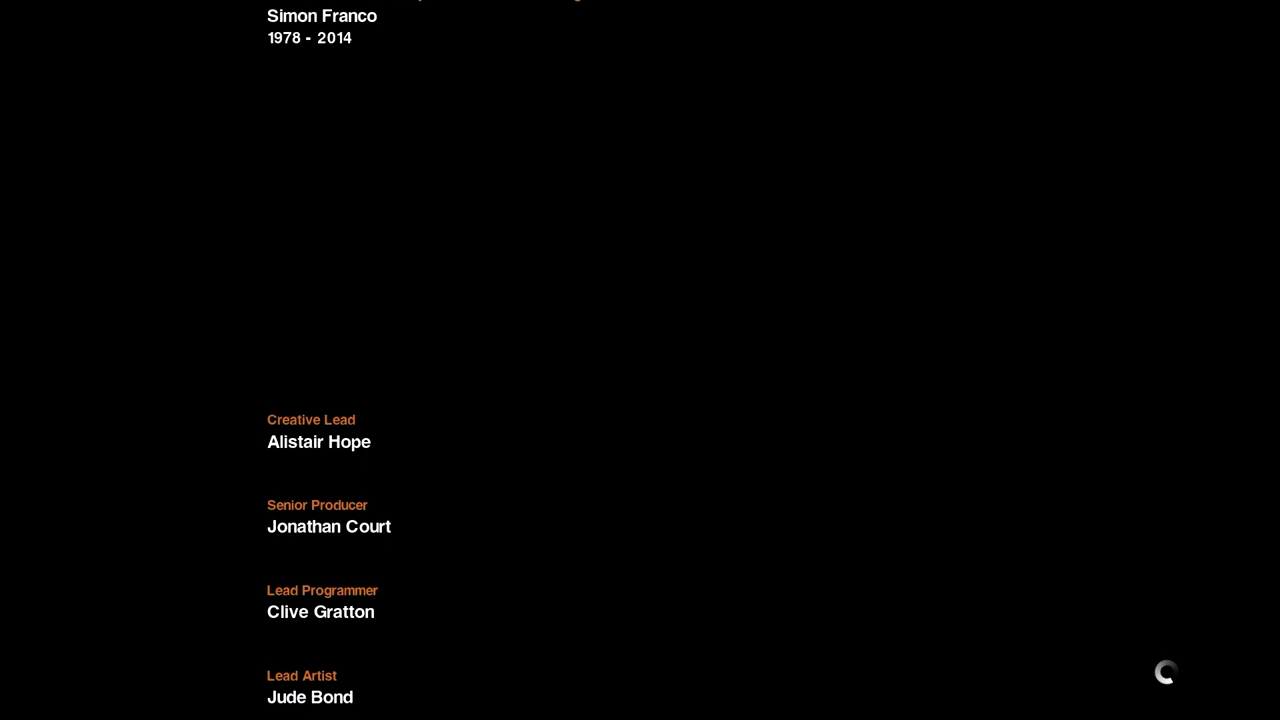 Simon Franco
1978 - 2014
Creative Lead
Alistair Hope
Senior Producer
Jonathan Court
Lead Programmer
Clive Gratton
Lead Artist
Jude Bond